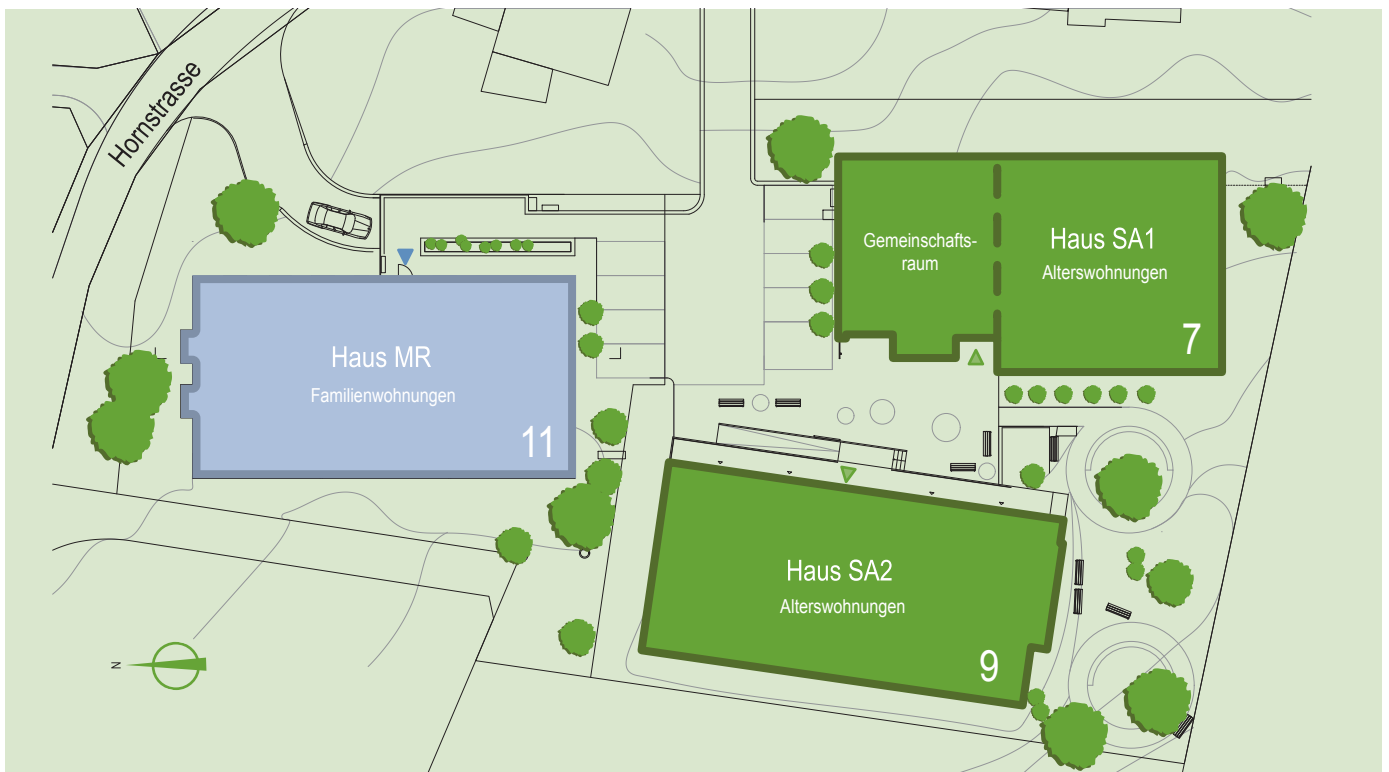 Hornstrasse
Gemeinschafts-
raum
Haus SA1
Alterswohnungen
7
Haus MR
Familienwohnungen
11
Haus SA2
Alterswohnungen
9
N